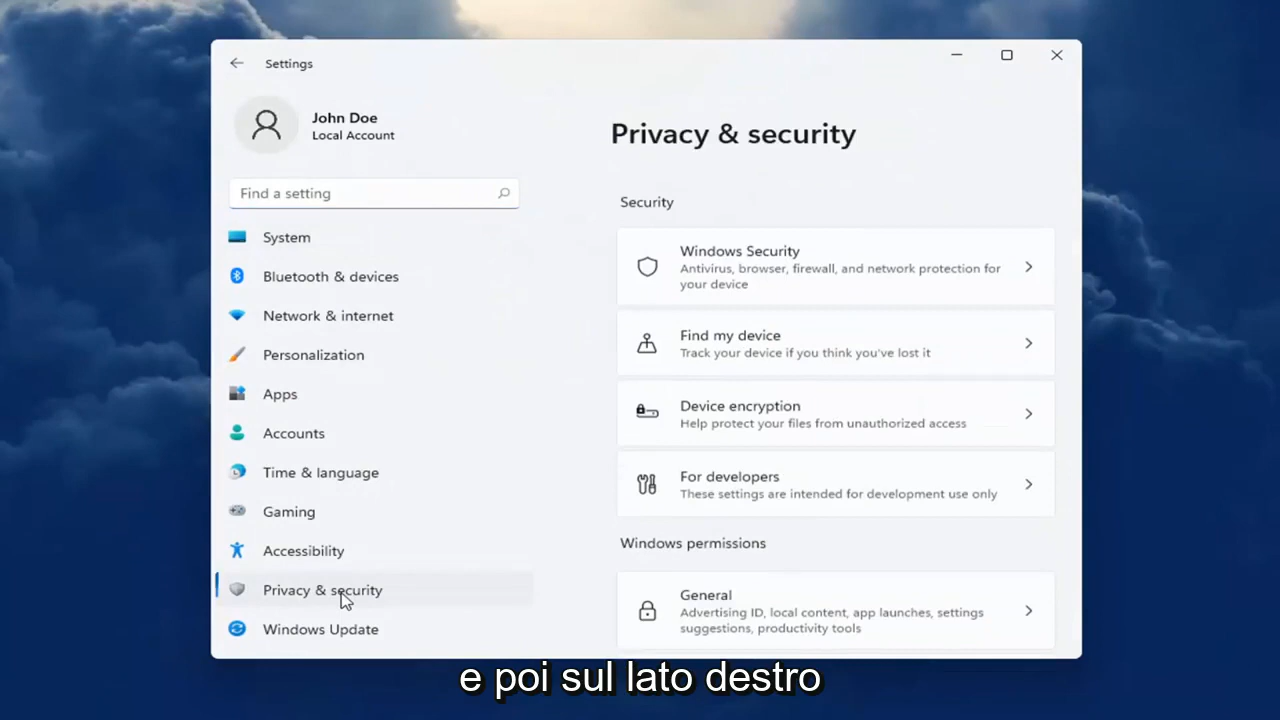 Settings
John Doe
Local Account
Find a setting
System
Bluetooth & devices
Network & internet
Personalization
Apps
Accounts
Time & language
Gaming
Accessibility
Privacy & security
Windows Update
Privacy & security
Security
Windows Security
Antivirus, browser, firewall, and network protection for
your device
Find my device
Track your device if you think you've lost it
Device encryption
Help protect your files from unauthorized access
For developers
These settings are intended for development use only
Windows permissions
General
Advertising ID, local content, app launches, settings
suggestions, productivity tools
e poi sul lato destro